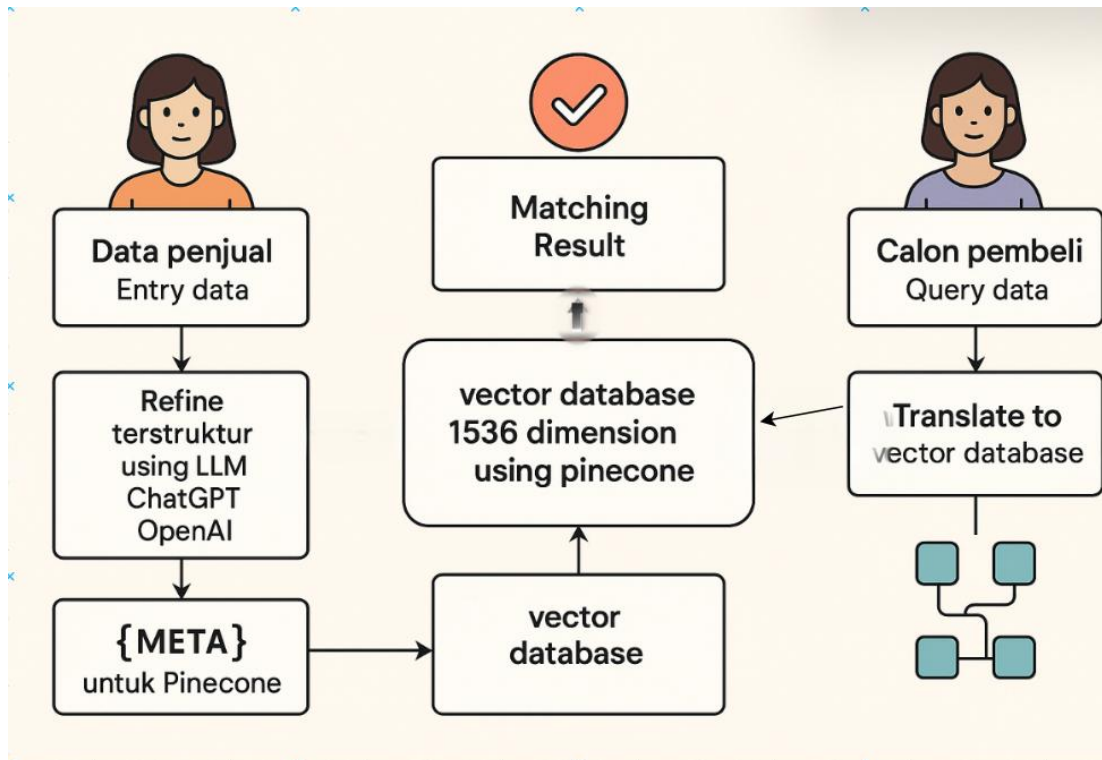 Data penjual
Entry data
Refine
terstruktur
using LLM
ChatGPT
OpenAI
{META}
untuk Pinecone
Matching
Result
vector database
1536 dimension
using pinecone
vector
database
Calon pembeli
Query data
Translate to
vector database